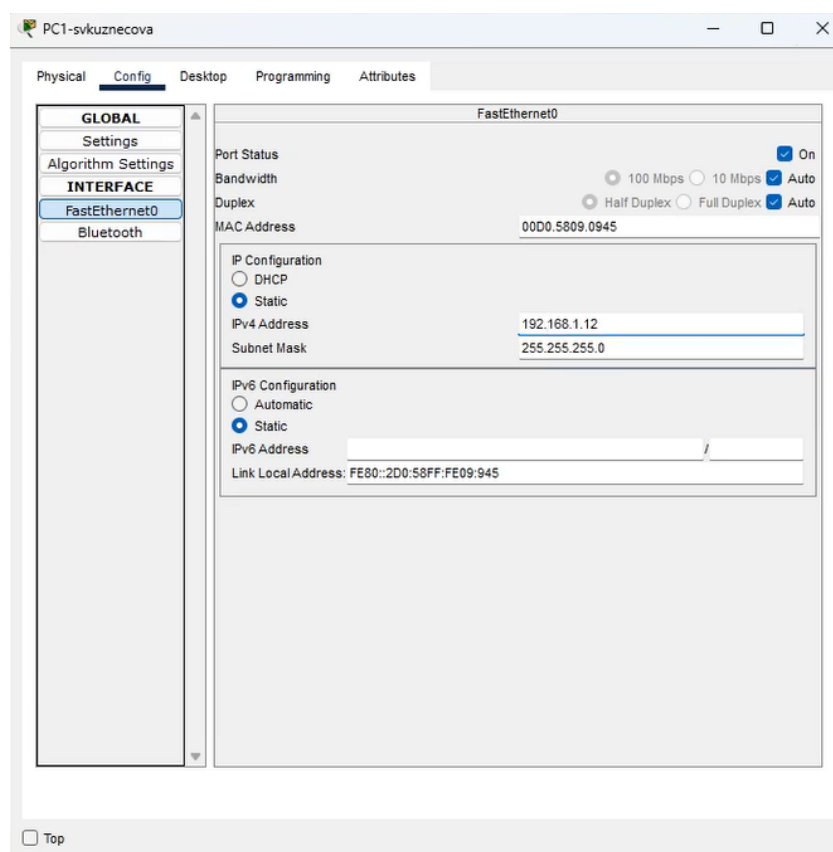 PC1-svkuznecova
Physical Config Desktop Programming Attributes
GLOBAL
Settings
Algorithm Settings
INTERFACE
FastEthernet0
Bluetooth
FastEthernet0
Port Status On
Bandwidth 100 Mbps 10 Mbps Auto
Duplex Half Duplex Full Duplex Auto
MAC Address 00D0.5809.0945
IP Configuration
DHCP
Static
IPv4 Address 192.168.1.12
Subnet Mask 255.255.255.0
IPv6 Configuration
Automatic
Static
IPv6 Address /
Link Local Address: FE80::2D0:58FF:FE09:945
Top